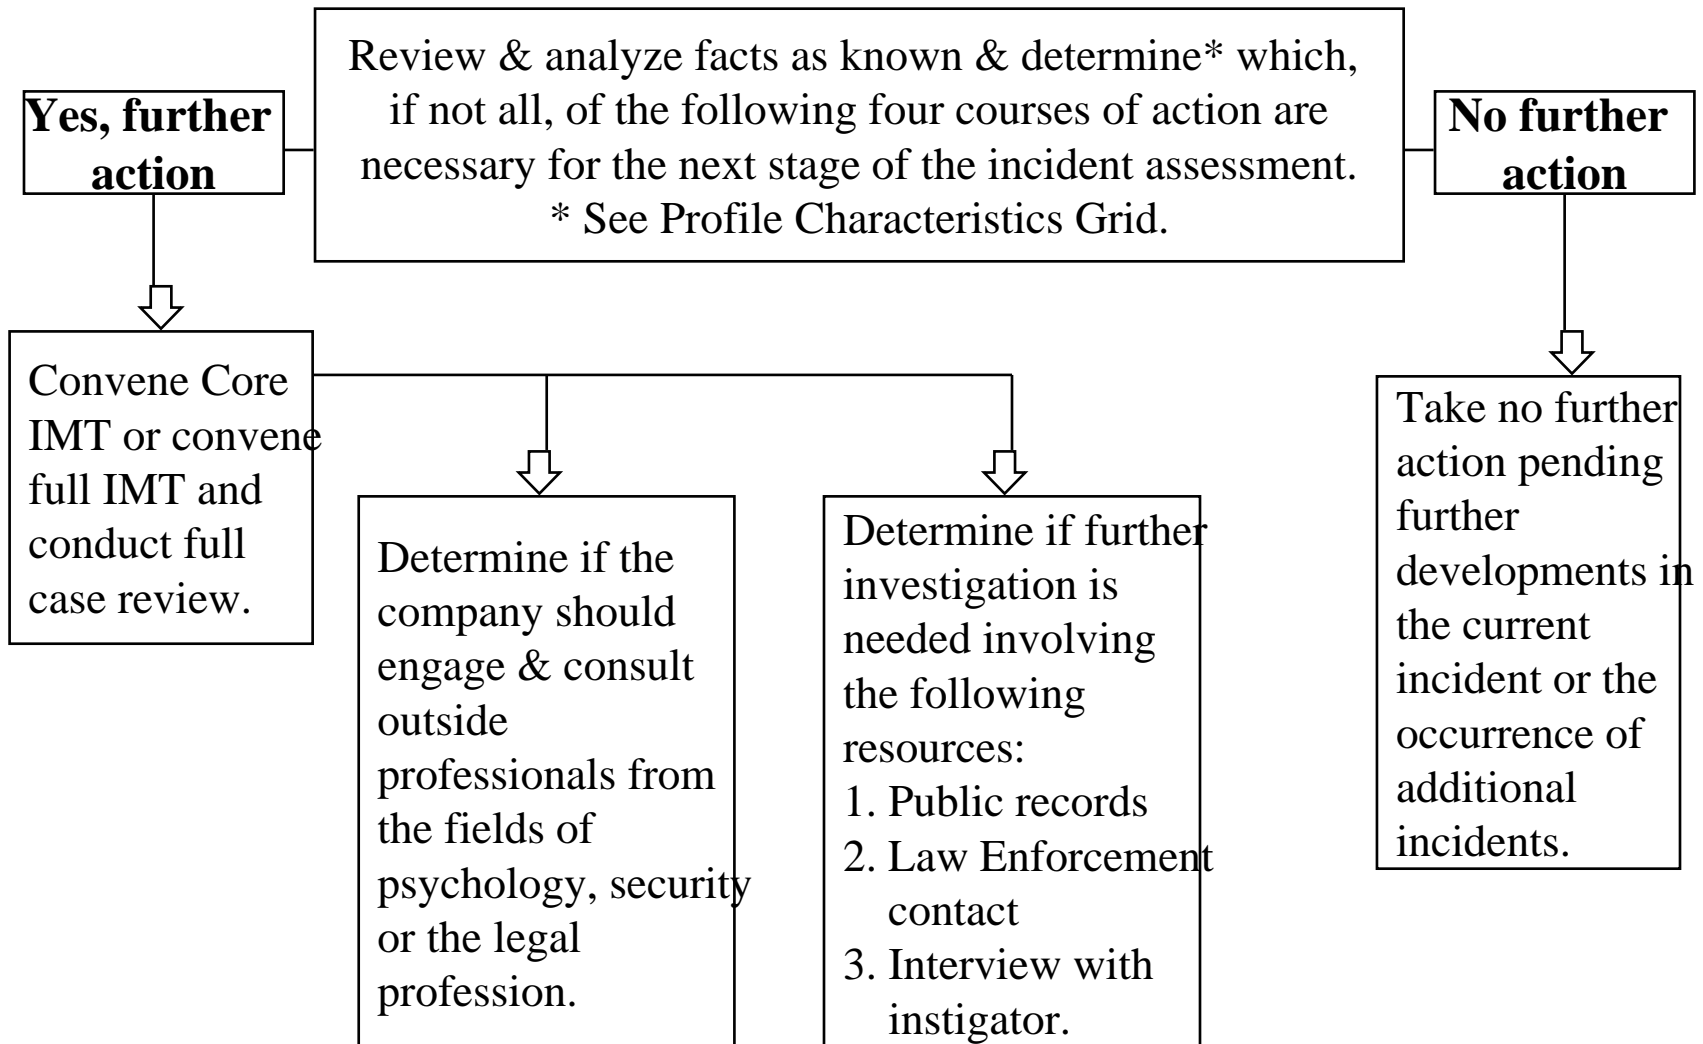 Review & analyze facts as known & determine* which,
if not all, of the following four courses of action are
necessary for the next stage of the incident assessment.
* See Profile Characteristics Grid.
Yes, further
action
No further
action
Convene Core
IMT or convene
full IMT and
conduct full
case review.
Determine if the
company should
engage & consult
outside
professionals from
the fields of
psychology, security
or the legal
profession.
Determine if further
investigation is
needed involving
the following
resources:
1. Public records
2. Law Enforcement
contact
3. Interview with
instigator.
Take no further
action pending
further
developments in
the current
incident or the
occurrence of
additional
incidents.